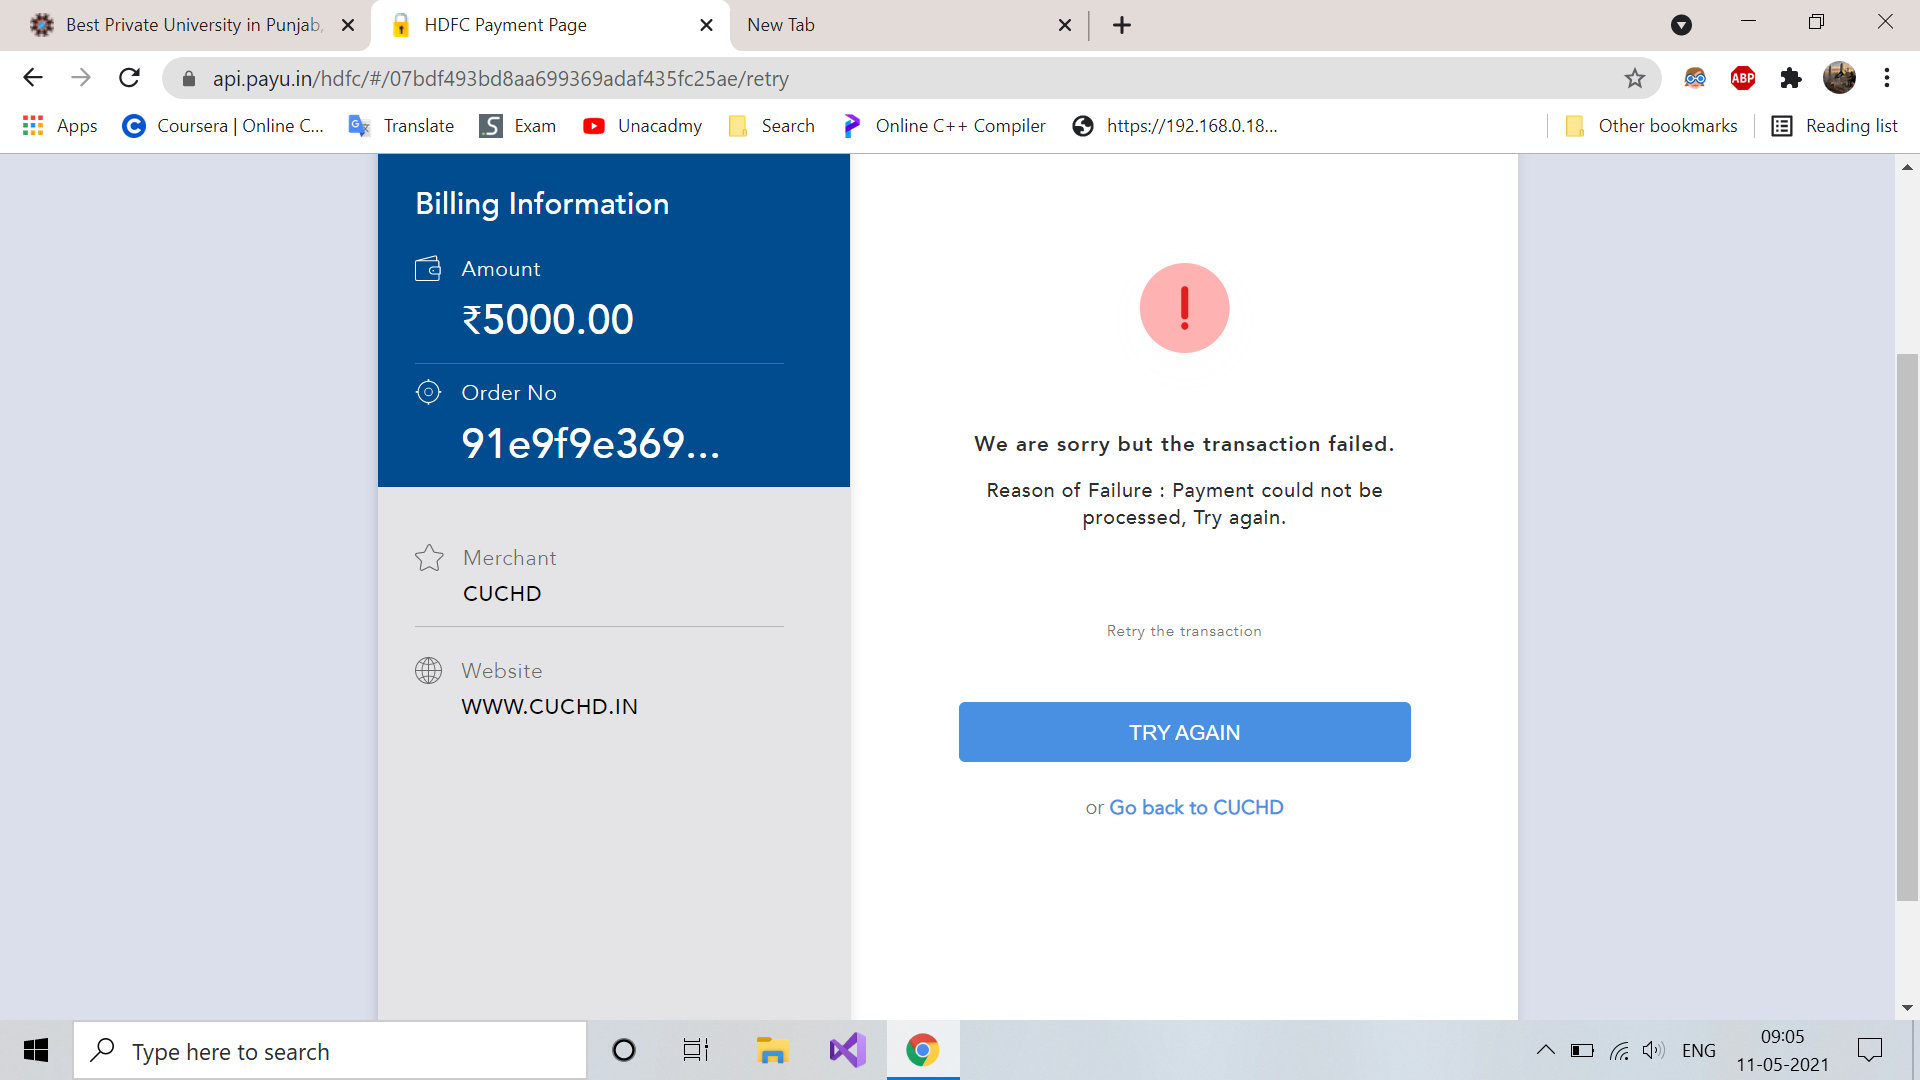 Best Private University in Punjab,
HDFC Payment Page
New Tab
api.payu.in/hdfc/#/07bdf493bd8aa699369adaf435fc25ae/retry
ABP
Apps
Coursera | Online C...
Translate
Exam
Unacadmy
Search
Online C++ Compiler
https://192.168.0.18...
Other bookmarks
Reading list
Billing Information
Amount
₹5000.00
Order No
91e9f9e369...
Merchant
CUCHD
Website
WWW.CUCHD.IN
We are sorry but the transaction failed.
Reason of Failure : Payment could not be
processed, Try again.
Retry the transaction
TRY AGAIN
or Go back to CUCHD
Type here to search
ENG
09:05
11-05-2021